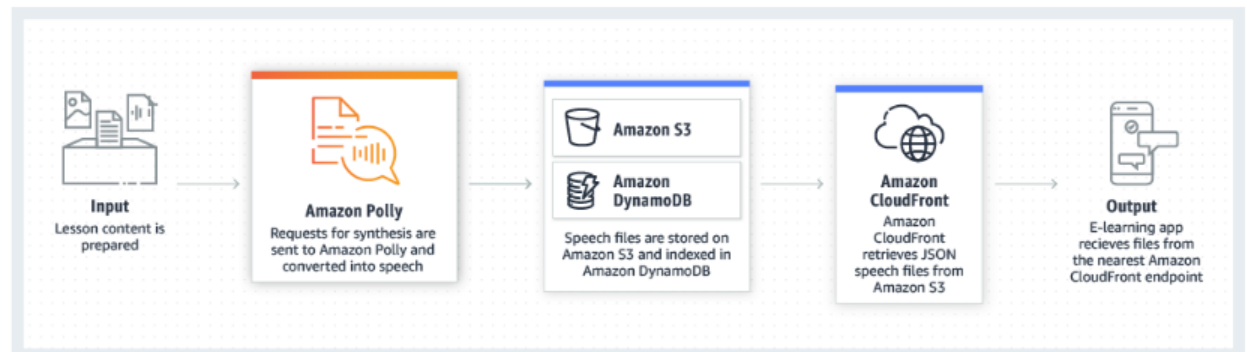 Input
Lesson content is
prepared
Amazon Polly
Requests for synthesis are
sent to Amazon Polly and
converted into speech
Amazon S3
Amazon
DynamoDB
Speech files are stored on
Amazon S3 and indexed in
Amazon DynamoDB
Amazon
CloudFront
Amazon
CloudFront
retrieves JSON
speech files from
Amazon S3
Output
E-learning app
recieves files from
the nearest Amazon
CloudFront endpoint